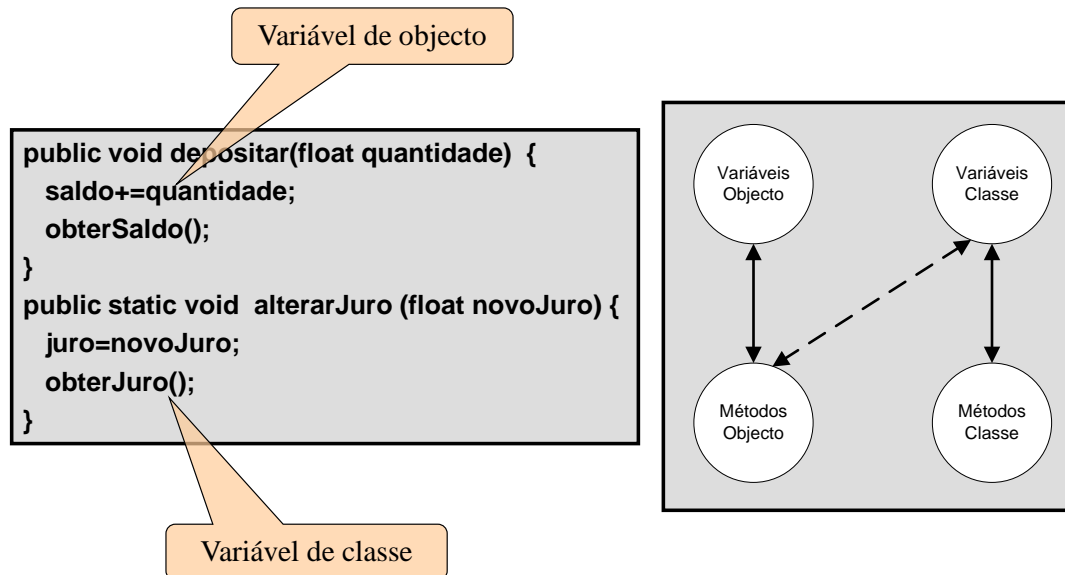 Variável de objecto
public void depositar(float quantidade) {
saldo+=quantidade;
obterSaldo();
}
public static void alterarJuro (float novoJuro) {
juro=novoJuro;
obterJuro();
}
Variável de classe
Variáveis
Objecto
Variáveis
Classe
Métodos
Objecto
Métodos
Classe